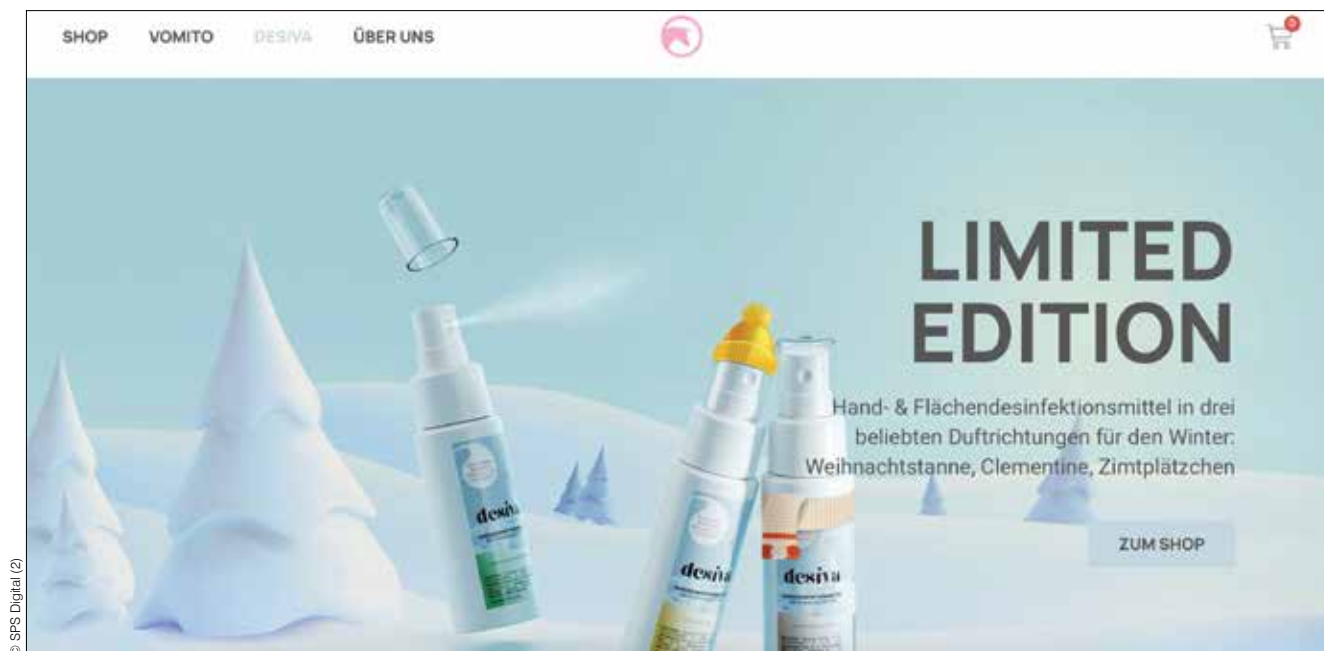 SHOP VOMITO DESIVA ÜBER UNS
0
LIMITED
EDITION
Hand- & Flächendesinfektionsmittel in drei
beliebten Duftrichtungen für den Winter:
Weihnachtstanne, Clementine, Zimtplätzchen
ZUM SHOP
desiva
desiva
desiva
© SPS Digital (2)